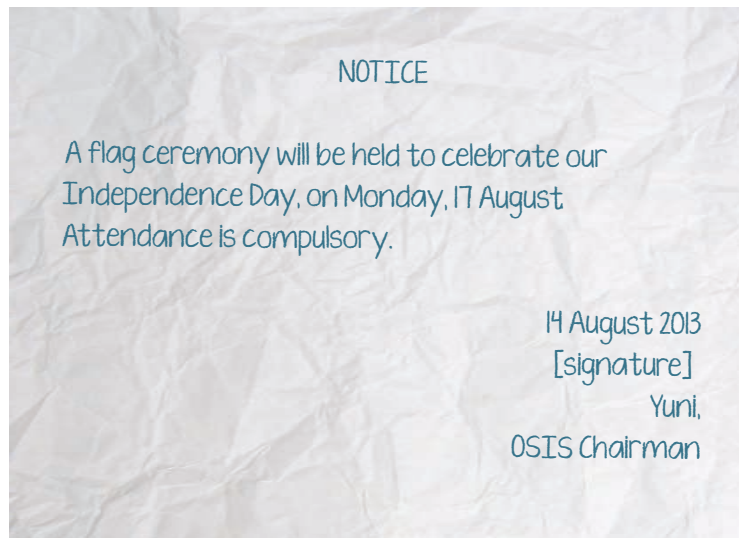 NOTICE
A flag ceremony will be held to celebrate our
Independence Day, on Monday, 17 August
Attendance is compulsory.
14 August 2013
[signature]
Yuni,
OSIS Chairman